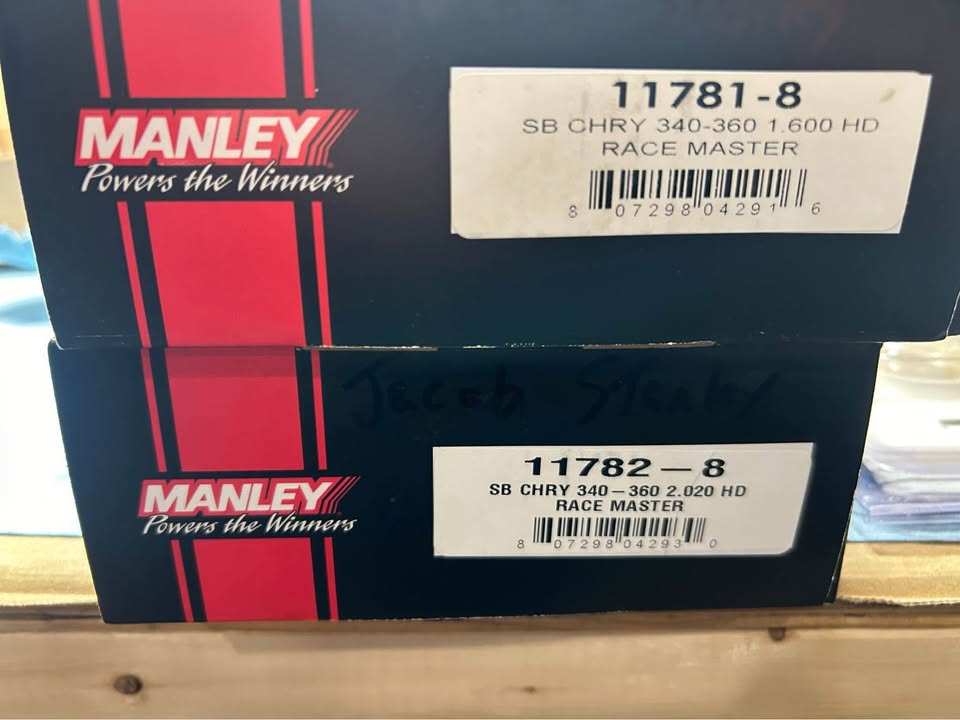 MANLEY
Powers the Winners
11781-8
SB CHRY 340-360 1.600 HD
RACE MASTER
8 07298 04291 6
Jacob Stanley
MANLEY
Powers the Winners
11782-8
SB CHRY 340-360 2.020 HD
RACE MASTER
8 07298 04293 0